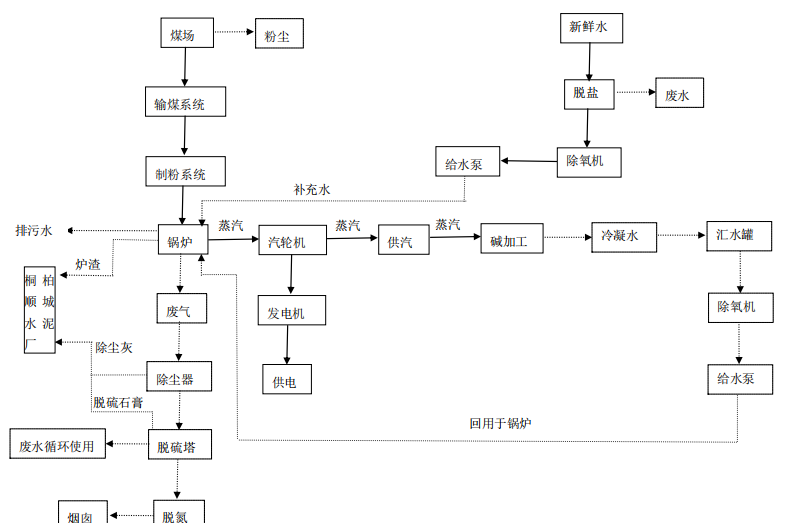 煤场
粉尘
新鲜水
输煤系统
脱盐
废水
制粉系统
给水泵
除氧机
补充水
排污水
锅炉
蒸汽
汽轮机
蒸汽
供汽
蒸汽
碱加工
冷凝水
汇水罐
炉渣
桐 柏
顺 城
水 泥
厂
废气
发电机
除氧机
除尘灰
除尘器
供电
给水泵
脱硫石膏
回用于锅炉
废水循环使用
脱硫塔
烟囱
脱氮